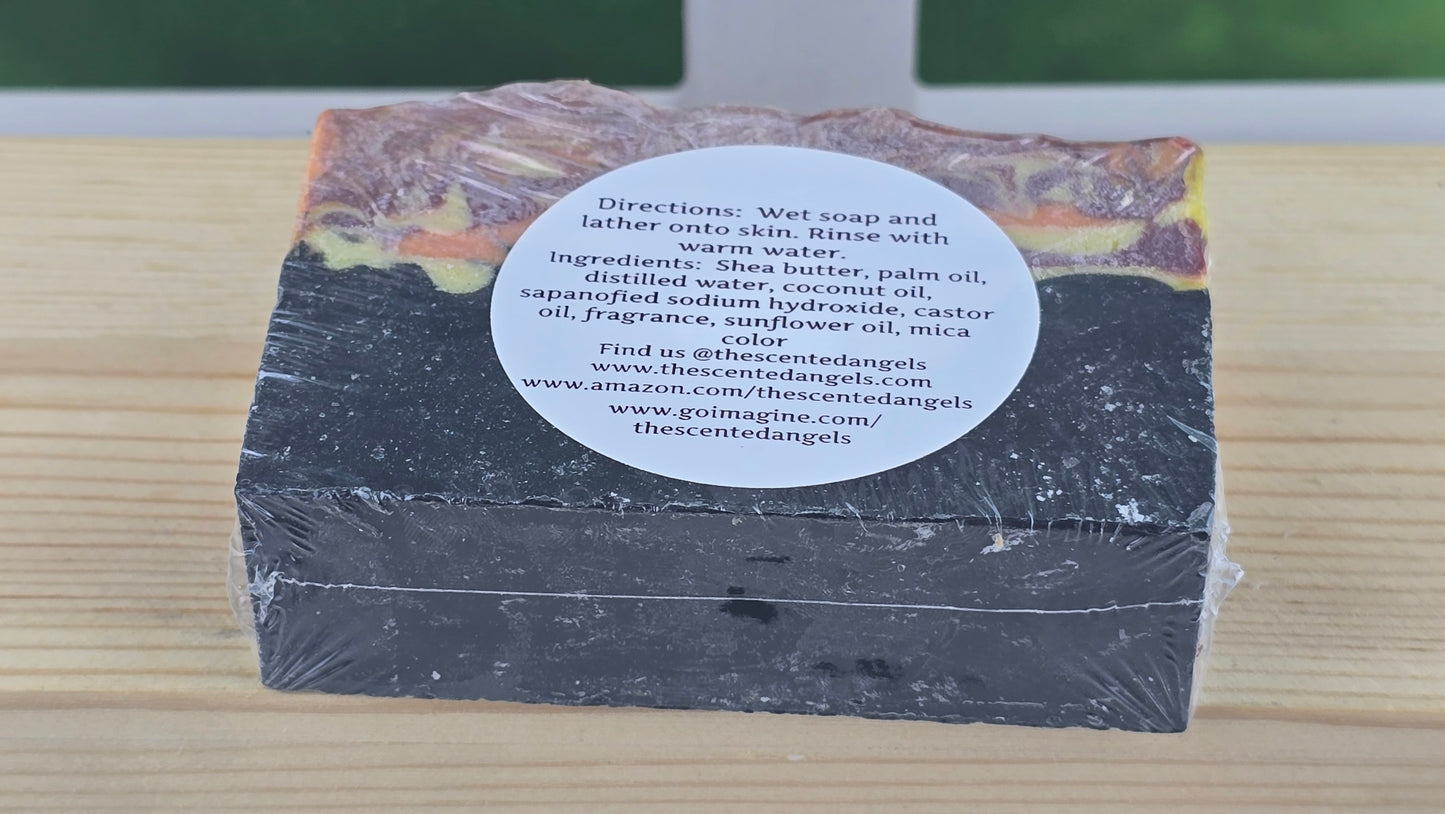 Directions:  Wet soap and
lather onto skin. Rinse with
warm water.
Ingredients:  Shea butter, palm oil,
distilled water, coconut oil,
sapanofied sodium hydroxide, castor
oil, fragrance, sunflower oil, mica
color
Find us @thescentedangels
www.thescentedangels.com
www.amazon.com/thescentedangels
www.goimagine.com/
thescentedangels